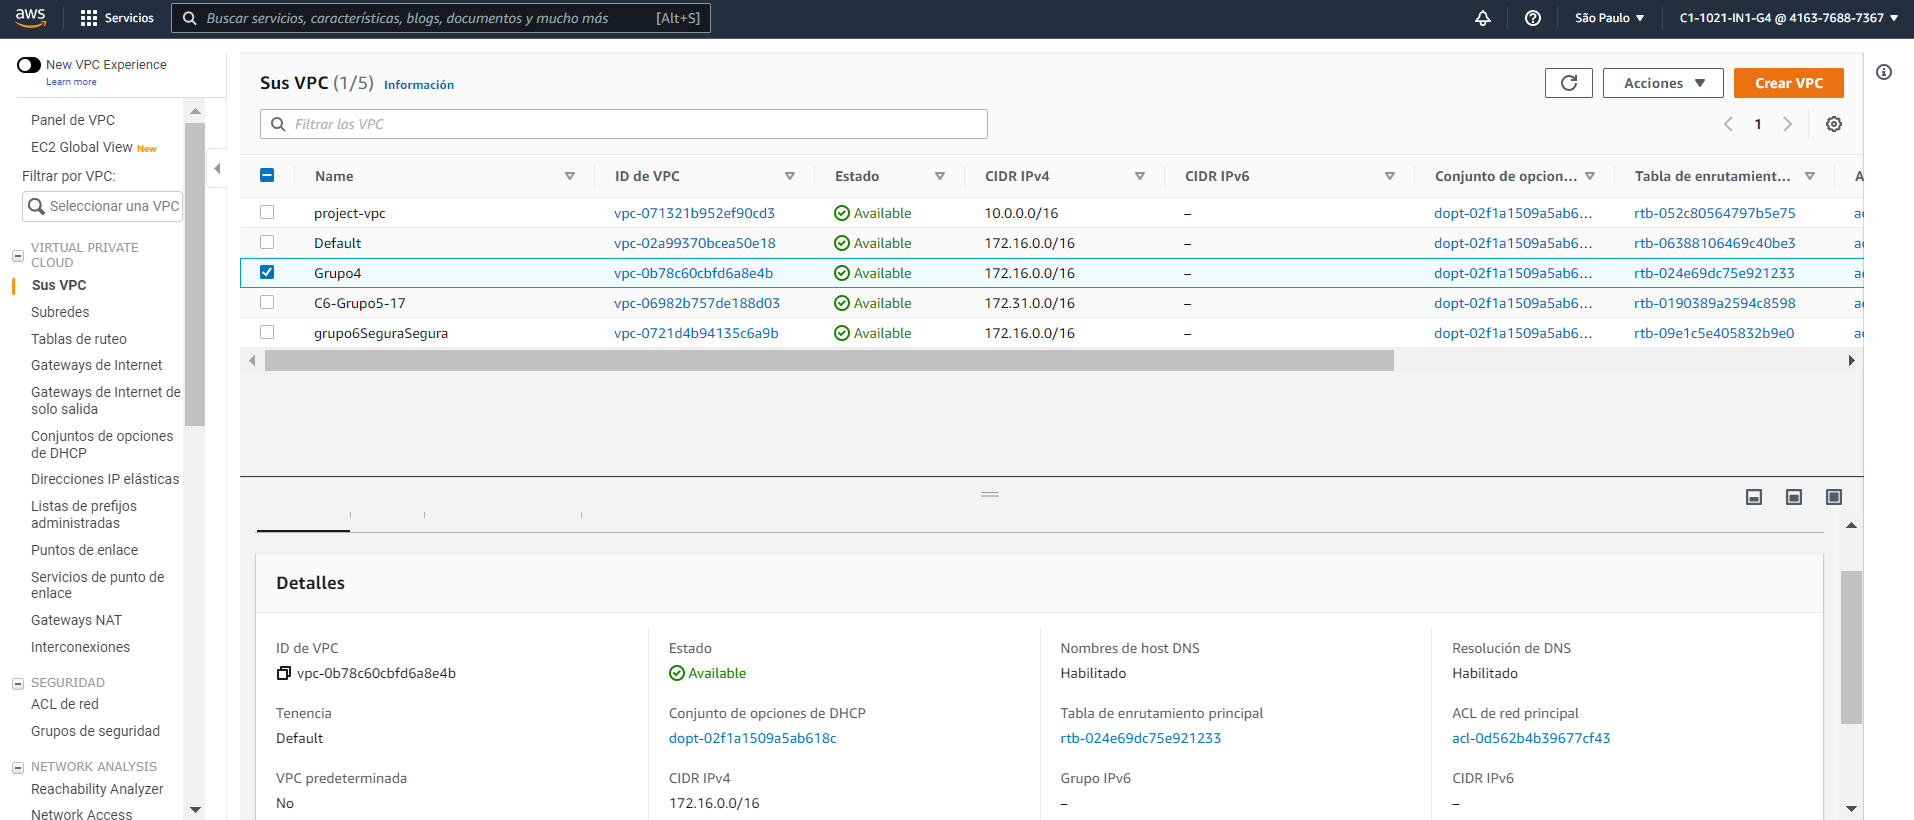 aws Servicios Buscar servicios, características, blogs, documentos y mucho más [Alt+S] São Paulo C1-1021-IN1-G4 @ 4163-7688-7367
New VPC Experience
Learn more
Panel de VPC
EC2 Global View New
Filtrar por VPC:
Seleccionar una VPC
VIRTUAL PRIVATE
CLOUD
Sus VPC
Subredes
Tablas de ruteo
Gateways de Internet
Gateways de Internet de
solo salida
Conjuntos de opciones
de DHCP
Direcciones IP elásticas
Listas de prefijos
administradas
Puntos de enlace
Servicios de punto de
enlace
Gateways NAT
Interconexiones
SEGURIDAD
ACL de red
Grupos de seguridad
NETWORK ANALYSIS
Reachability Analyzer
Network Access
Sus VPC (1/5) Información Acciones Crear VPC
Filtrar las VPC 1
Name ID de VPC Estado CIDR IPv4 CIDR IPv6 Conjunto de opcion... Tabla de enrutamient... A
project-vpc vpc-071321b952ef90cd3 Available 10.0.0.0/16 – dopt-02f1a1509a5ab6... rtb-052c80564797b5e75 ac
Default vpc-02a99370bcea50e18 Available 172.16.0.0/16 – dopt-02f1a1509a5ab6... rtb-06388106469c40be3 ac
Grupo4 vpc-0b78c60cbfd6a8e4b Available 172.16.0.0/16 – dopt-02f1a1509a5ab6... rtb-024e69dc75e921233 ac
C6-Grupo5-17 vpc-06982b757de188d03 Available 172.31.0.0/16 – dopt-02f1a1509a5ab6... rtb-0190389a2594c8598 ac
grupo6SeguraSegura vpc-0721d4b94135c6a9b Available 172.16.0.0/16 – dopt-02f1a1509a5ab6... rtb-09e1c5e405832b9e0 ac
Detalles
ID de VPC Estado Nombres de host DNS Resolución de DNS
vpc-0b78c60cbfd6a8e4b Available Habilitado Habilitado
Tenencia Conjunto de opciones de DHCP Tabla de enrutamiento principal ACL de red principal
Default dopt-02f1a1509a5ab618c rtb-024e69dc75e921233 acl-0d562b4b39677cf43
VPC predeterminada CIDR IPv4 Grupo IPv6 CIDR IPv6
No 172.16.0.0/16 – –